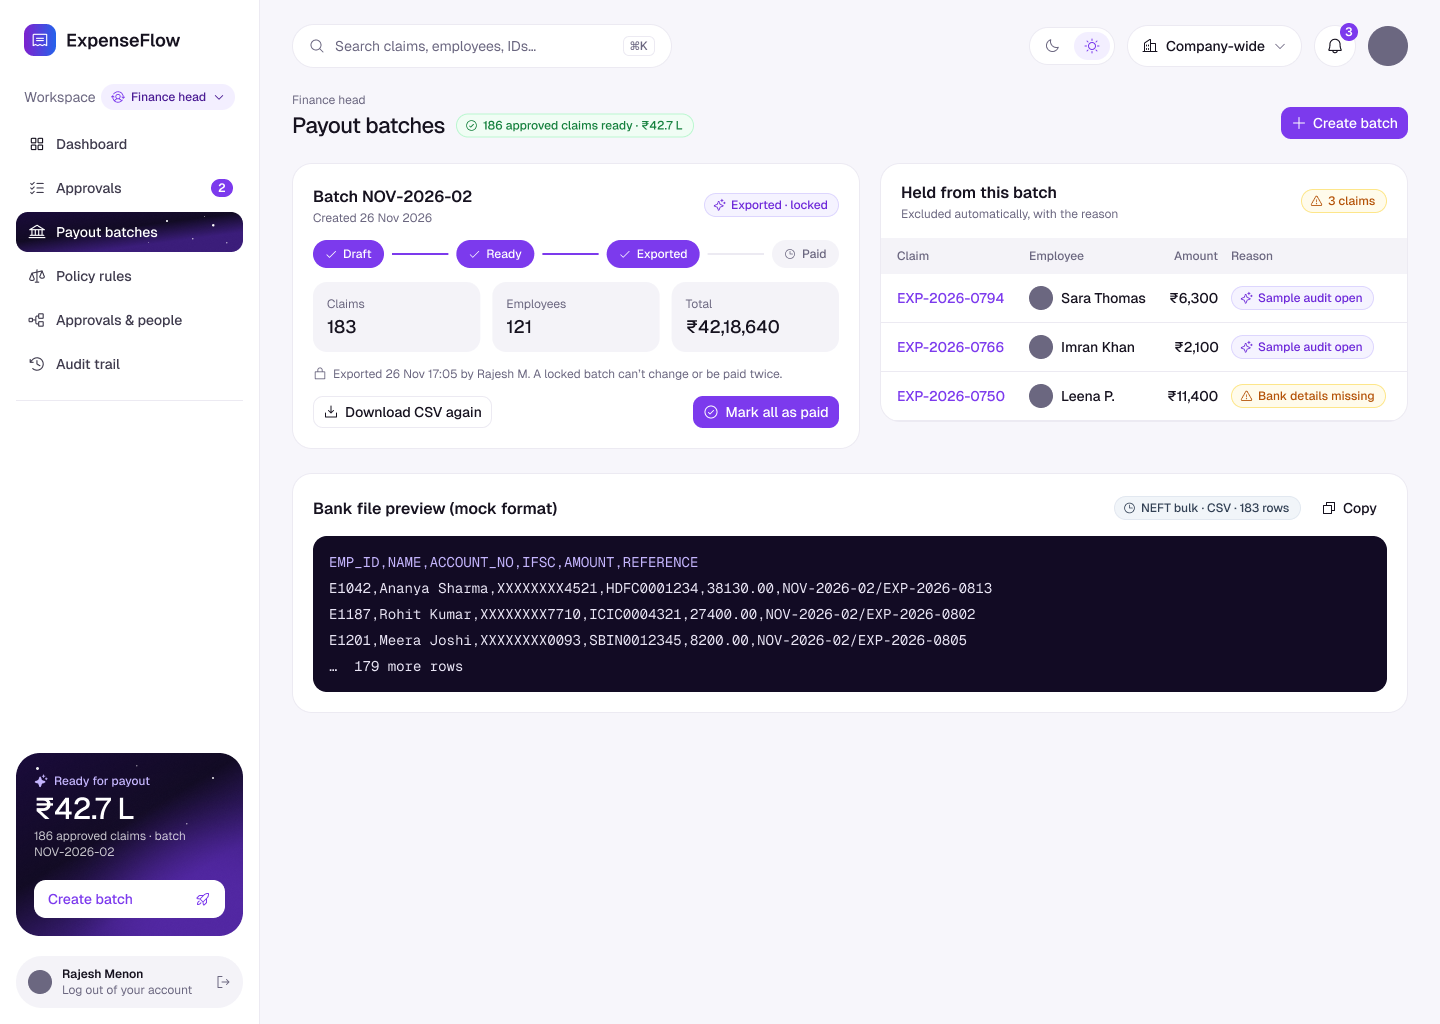 ExpenseFlow
Workspace
Finance head
Dashboard
Approvals
2
Payout batches
Policy rules
Approvals & people
Audit trail
Ready for payout
₹42.7 L
186 approved claims · batch
NOV-2026-02
Create batch
Rajesh Menon
Log out of your account
Search claims, employees, IDs...
⌘K
Company-wide
3
Finance head
Payout batches
186 approved claims ready · ₹42.7 L
Create batch
Batch NOV-2026-02
Created 26 Nov 2026
Exported · locked
Draft
Ready
Exported
Paid
Claims
183
Employees
121
Total
₹42,18,640
Exported 26 Nov 17:05 by Rajesh M. A locked batch can't change or be paid twice.
Download CSV again
Mark all as paid
Held from this batch
Excluded automatically, with the reason
3 claims
Claim Employee Amount Reason
EXP-2026-0794 Sara Thomas ₹6,300 Sample audit open
EXP-2026-0766 Imran Khan ₹2,100 Sample audit open
EXP-2026-0750 Leena P. ₹11,400 Bank details missing
Bank file preview (mock format)
NEFT bulk · CSV · 183 rows
Copy
EMP_ID,NAME,ACCOUNT_NO,IFSC,AMOUNT,REFERENCE
E1042,Ananya Sharma,XXXXXXXX4521,HDFC0001234,38130.00,NOV-2026-02/EXP-2026-0813
E1187,Rohit Kumar,XXXXXXXX7710,ICIC0004321,27400.00,NOV-2026-02/EXP-2026-0802
E1201,Meera Joshi,XXXXXXXX0093,SBIN0012345,8200.00,NOV-2026-02/EXP-2026-0805
… 179 more rows